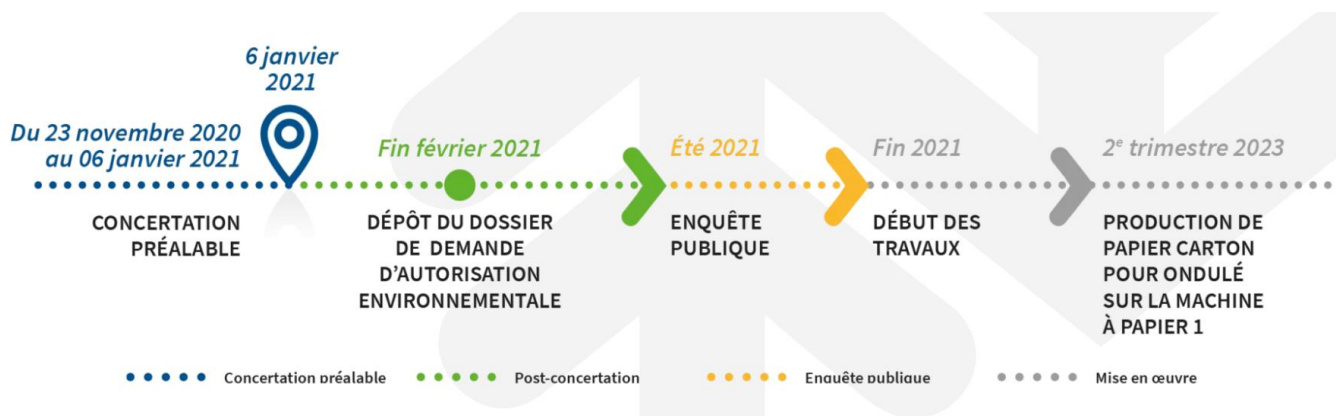 6 janvier
2021
Du 23 novembre 2020
au 06 janvier 2021
Fin février 2021
Été 2021
Fin 2021
2e trimestre 2023
CONCERTATION
PRÉALABLE
DÉPÔT DU DOSSIER
DE DEMANDE
D’AUTORISATION
ENVIRONNEMENTALE
ENQUÊTE
PUBLIQUE
DÉBUT DES
TRAVAUX
PRODUCTION DE
PAPIER CARTON
POUR ONDULÉ
SUR LA MACHINE
À PAPIER 1
Concertation préalable
Post-concertation
Enquête publique
Mise en œuvre